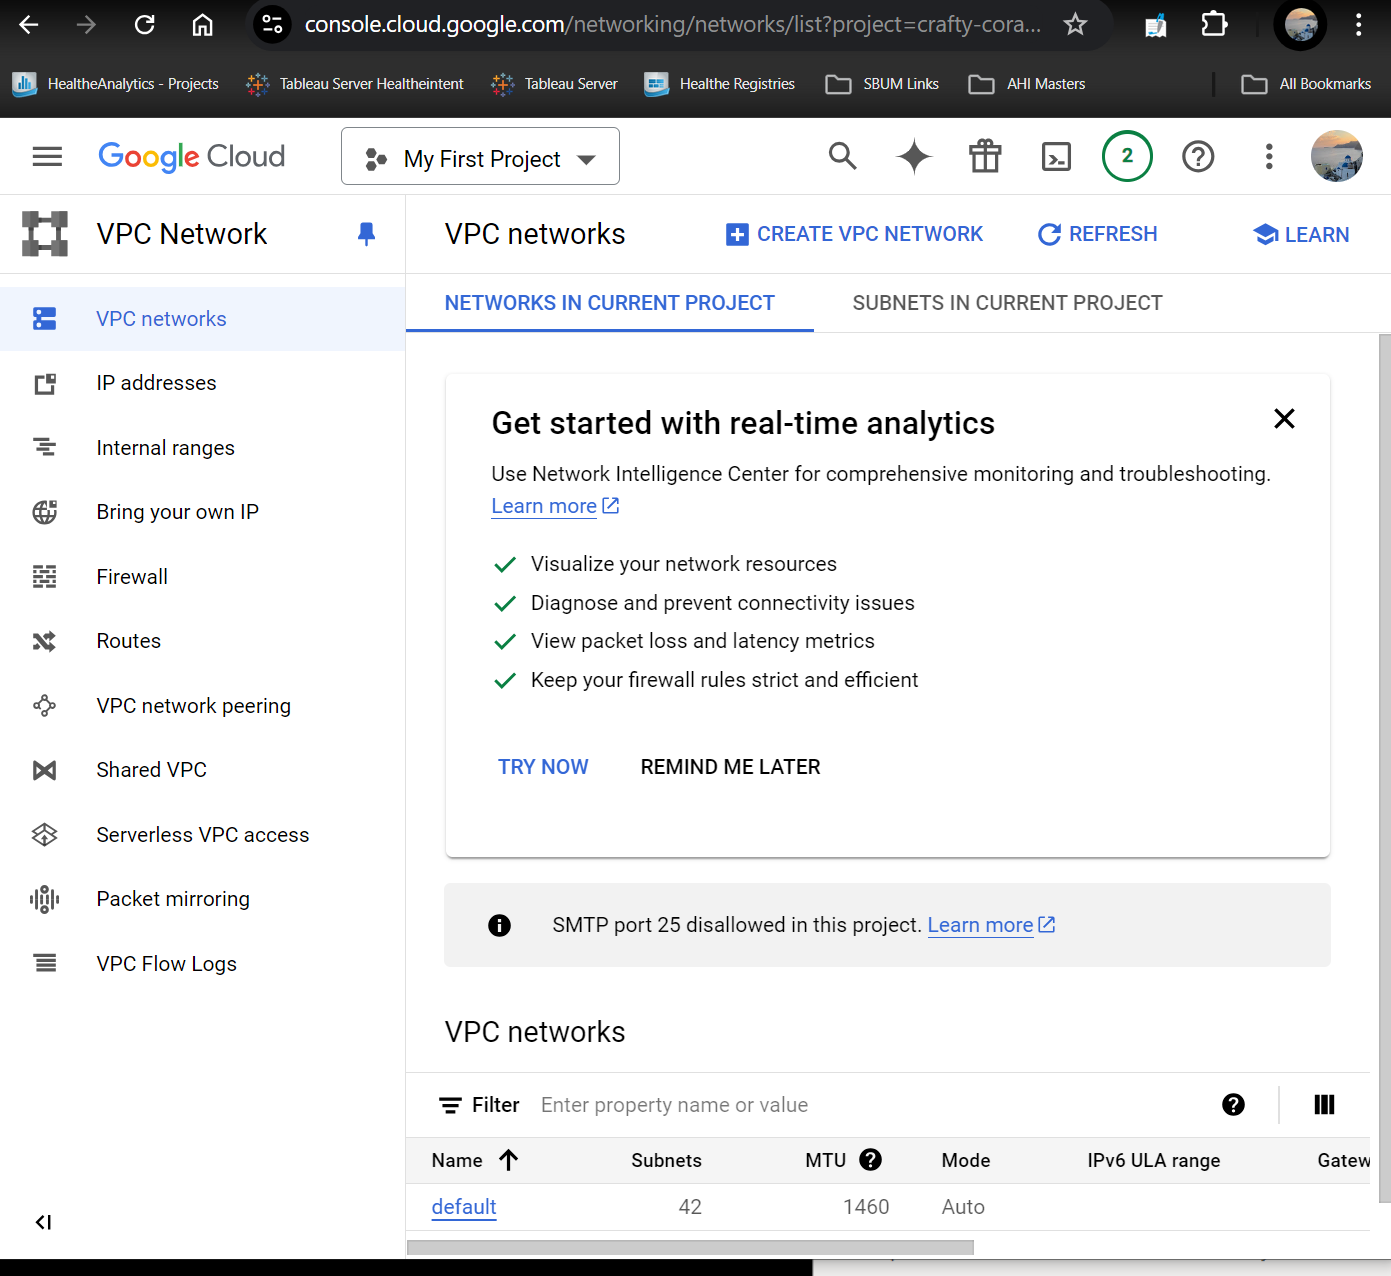 console.cloud.google.com/networking/networks/list?project=crafty-cora...
HealtheAnalytics - Projects
Tableau Server Healtheintent
Tableau Server
Healthe Registries
SBUM Links
AHI Masters
All Bookmarks
Google Cloud
My First Project
2
VPC Network
VPC networks
CREATE VPC NETWORK
REFRESH
LEARN
VPC networks
IP addresses
Internal ranges
Bring your own IP
Firewall
Routes
VPC network peering
Shared VPC
Serverless VPC access
Packet mirroring
VPC Flow Logs
NETWORKS IN CURRENT PROJECT
SUBNETS IN CURRENT PROJECT
Get started with real-time analytics
Use Network Intelligence Center for comprehensive monitoring and troubleshooting.
Learn more
Visualize your network resources
Diagnose and prevent connectivity issues
View packet loss and latency metrics
Keep your firewall rules strict and efficient
TRY NOW
REMIND ME LATER
SMTP port 25 disallowed in this project. Learn more
VPC networks
Filter Enter property name or value
Name Subnets MTU Mode IPv6 ULA range Gatew
default 42 1460 Auto